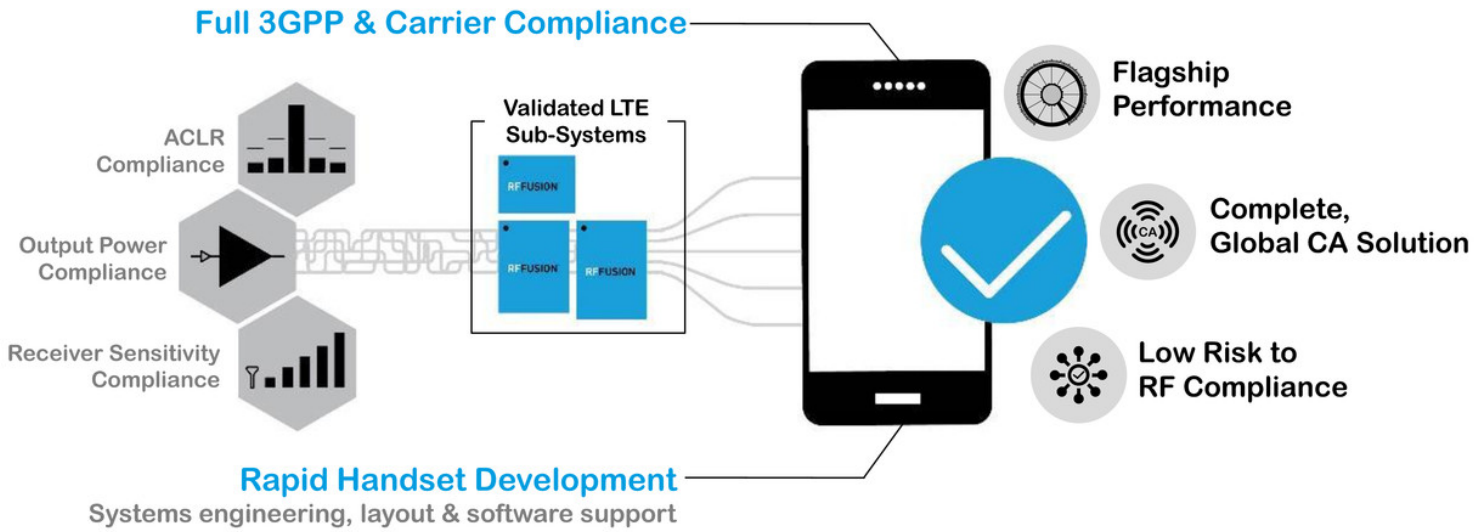 Full 3GPP & Carrier Compliance
ACLR
Compliance
Output Power
Compliance
Receiver Sensitivity
Compliance
Validated LTE
Sub-Systems
RFFUSION
RFFUSION
RFFUSION
Flagship
Performance
CA
Complete,
Global CA Solution
Low Risk to
RF Compliance
Rapid Handset Development
Systems engineering, layout & software support